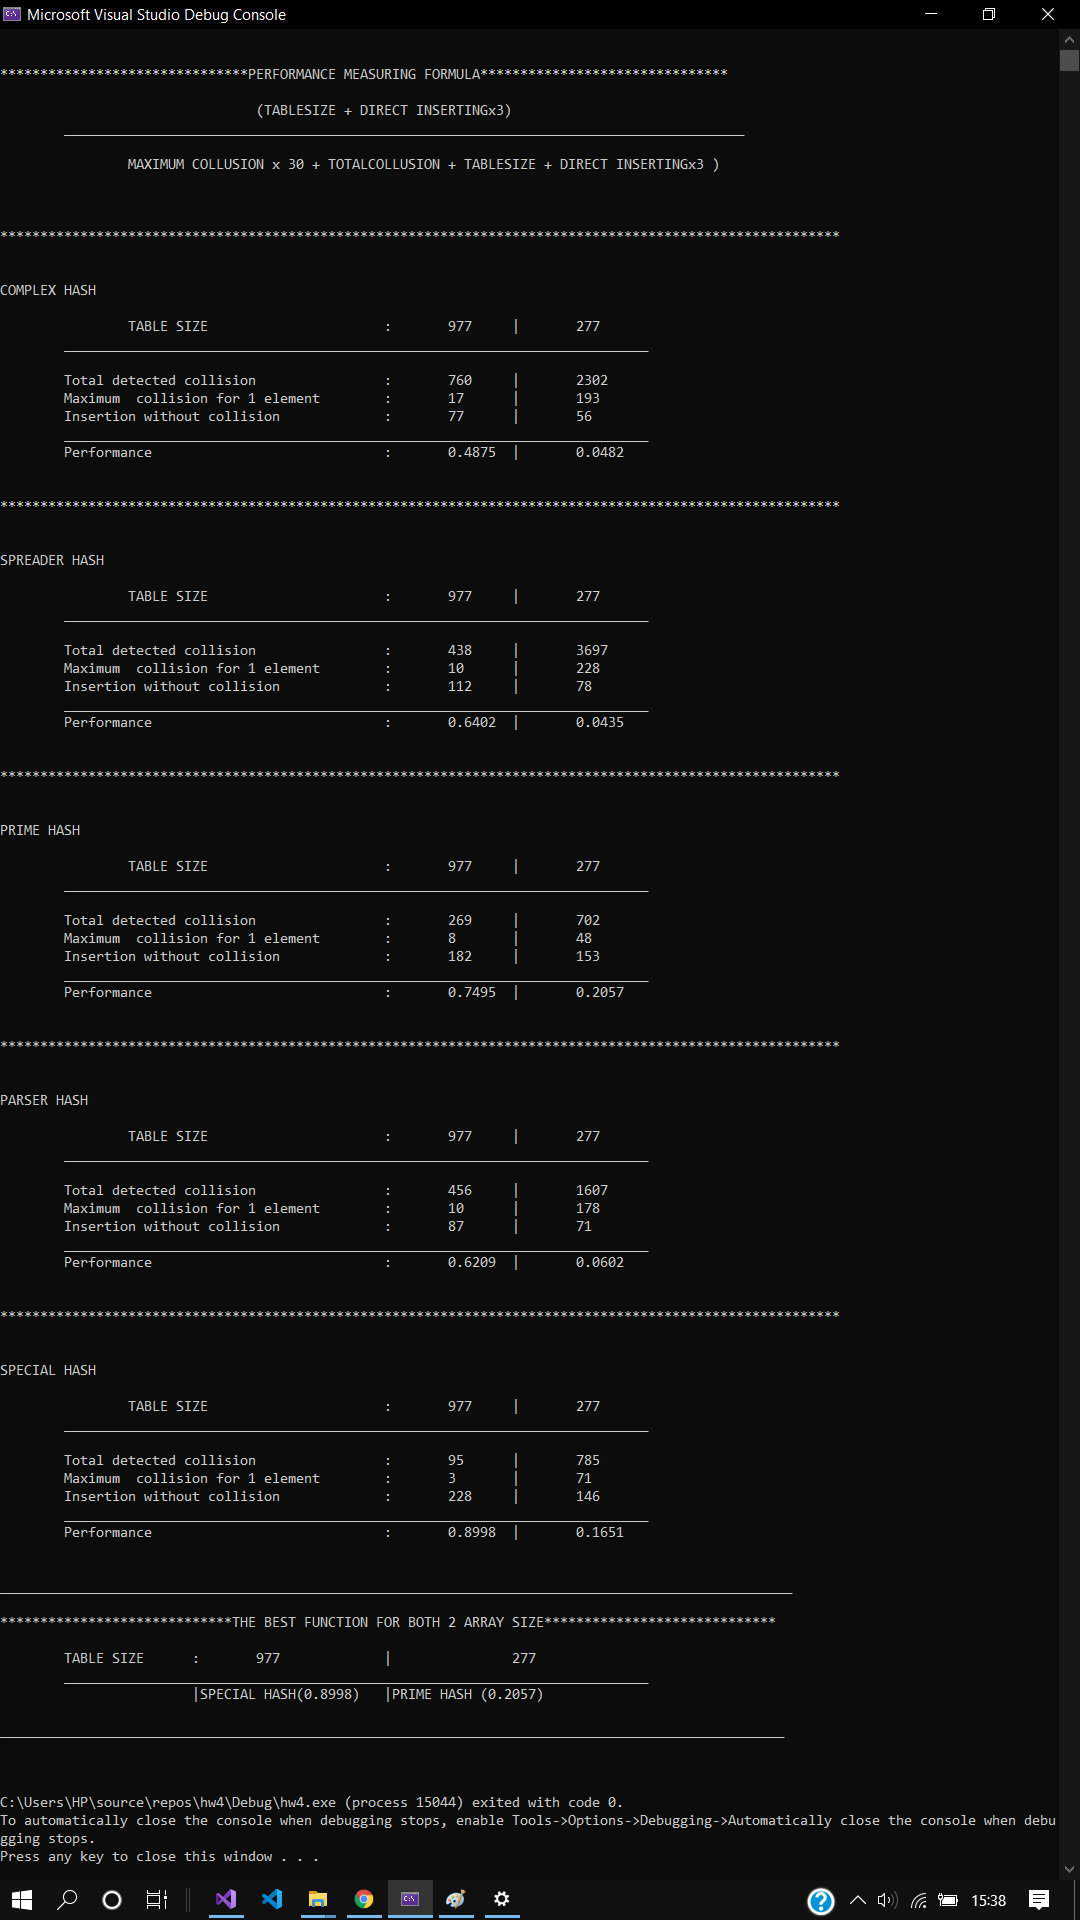 Microsoft Visual Studio Debug Console
*******************************PERFORMANCE MEASURING FORMULA*******************************
(TABLESIZE + DIRECT INSERTINGx3)
MAXIMUM COLLUSION x 30 + TOTALCOLLUSION + TABLESIZE + DIRECT INSERTINGx3 )
*********************************************************************************************************
COMPLEX HASH
TABLE SIZE : 977 | 277
Total detected collision : 760 | 2302
Maximum  collision for 1 element : 17 | 193
Insertion without collision : 77 | 56
Performance : 0.4875 | 0.0482
*********************************************************************************************************
SPREADER HASH
TABLE SIZE : 977 | 277
Total detected collision : 438 | 3697
Maximum  collision for 1 element : 10 | 228
Insertion without collision : 112 | 78
Performance : 0.6402 | 0.0435
*********************************************************************************************************
PRIME HASH
TABLE SIZE : 977 | 277
Total detected collision : 269 | 702
Maximum  collision for 1 element : 8 | 48
Insertion without collision : 182 | 153
Performance : 0.7495 | 0.2057
*********************************************************************************************************
PARSER HASH
TABLE SIZE : 977 | 277
Total detected collision : 456 | 1607
Maximum  collision for 1 element : 10 | 178
Insertion without collision : 87 | 71
Performance : 0.6209 | 0.0602
*********************************************************************************************************
SPECIAL HASH
TABLE SIZE : 977 | 277
Total detected collision : 95 | 785
Maximum  collision for 1 element : 3 | 71
Insertion without collision : 228 | 146
Performance : 0.8998 | 0.1651
*****************************THE BEST FUNCTION FOR BOTH 2 ARRAY SIZE*****************************
TABLE SIZE : 977 | 277
|SPECIAL HASH(0.8998) |PRIME HASH (0.2057)
C:\Users\HP\source\repos\hw4\Debug\hw4.exe (process 15044) exited with code 0.
To automatically close the console when debugging stops, enable Tools->Options->Debugging->Automatically close the console when debu
gging stops.
Press any key to close this window . . .
15:38